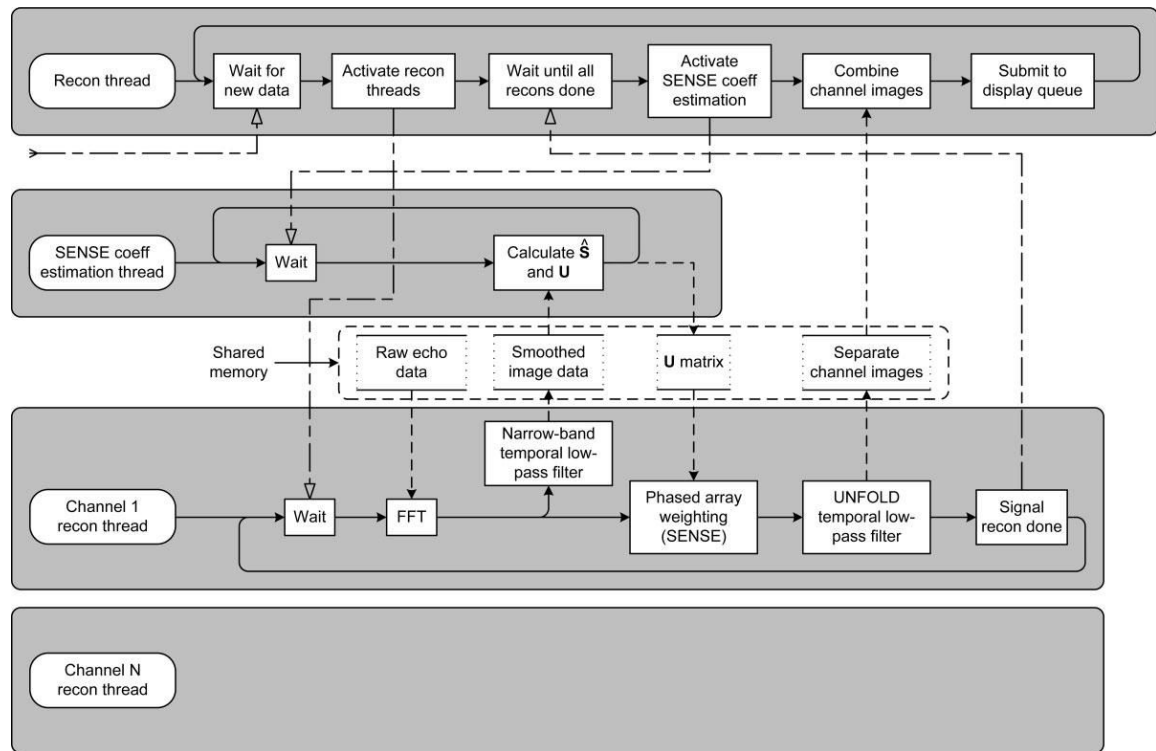 Recon thread
Wait for
new data
Activate recon
threads
Wait until all
recons done
Activate
SENSE coeff
estimation
Combine
channel images
Submit to
display queue
SENSE coeff
estimation thread
Wait
Calculate Ŝ
and U
Shared
memory
Raw echo
data
Smoothed
image data
U matrix
Separate
channel images
Narrow-band
temporal low-
pass filter
Channel 1
recon thread
Wait
FFT
Phased array
weighting
(SENSE)
UNFOLD
temporal low-
pass filter
Signal
recon done
Channel N
recon thread